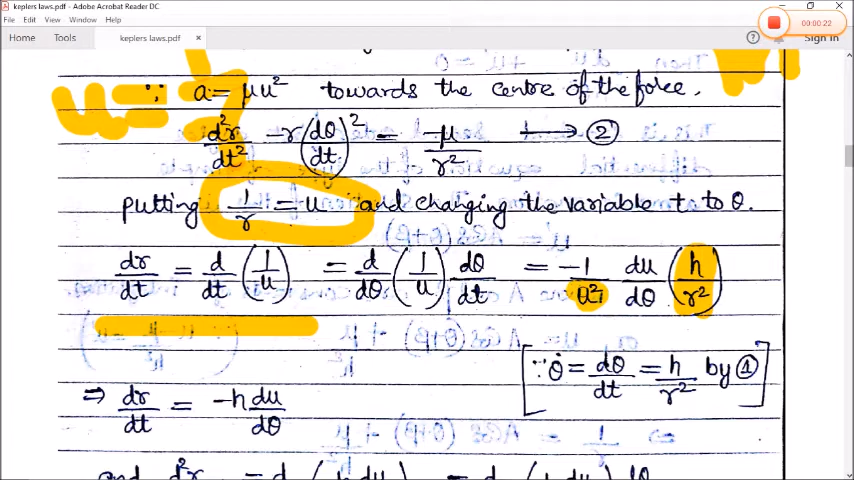 keplers laws.pdf - Adobe Acrobat Reader DC
File Edit View Window Help
00:00:22
Home Tools keplers laws.pdf × Sign In
u = 1/r
∵ a = μu² towards the centre of the force.
d²r/dt² - r(dθ/dt)² = -μ/r² → ②
putting 1/r = u and changing the variable t to θ.
dr/dt = d/dt (1/u) = d/dθ (1/u) dθ/dt = -1/u² du/dθ (h/r²)
[∵ θ̇ = dθ/dt = h/r² by ①]
⇒ dr/dt = -h du/dθ